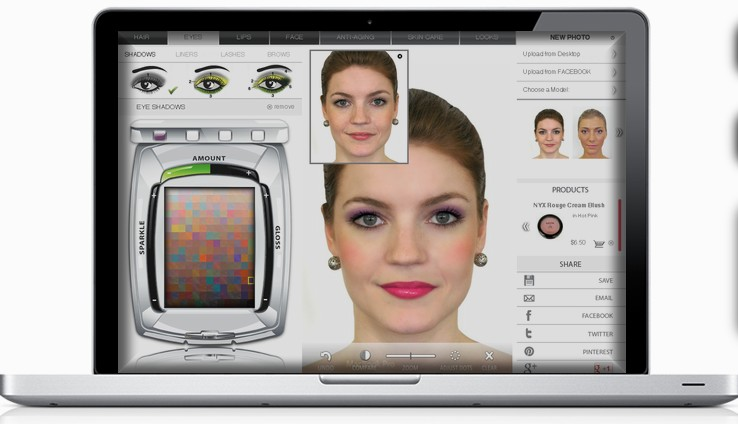 HAIR EYES LIPS FACE ANTI-AGING SKIN CARE LOOKS NEW PHOTO
SHADOWS LINERS LASHES BROWS
EYE SHADOWS remove
AMOUNT
SPARKLE
GLOSS
Upload from Desktop
Upload from FACEBOOK
Choose a Model:
PRODUCTS
NYX Rouge Cream Blush
in Hot Pink
$6.50
SHARE
SAVE
EMAIL
FACEBOOK
TWITTER
PINTEREST
g+ +1